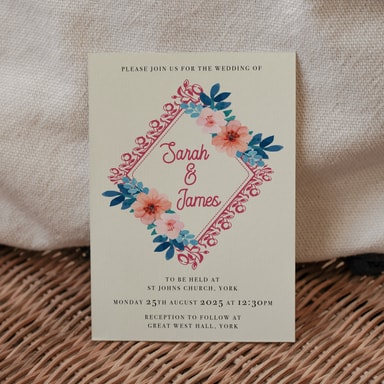 PLEASE JOIN US FOR THE WEDDING OF
Sarah
&
James
TO BE HELD AT
ST JOHNS CHURCH, YORK
MONDAY 25TH AUGUST 2025 AT 12:30PM
RECEPTION TO FOLLOW AT
GREAT WEST HALL, YORK